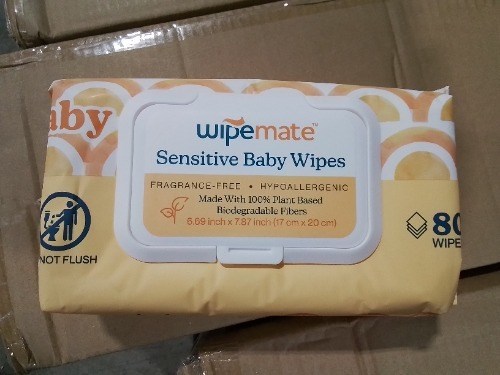 aby
wipemate™
Sensitive Baby Wipes
FRAGRANCE-FREE • HYPOALLERGENIC
Made With 100% Plant Based
Biodegradable Fibers
6.69 inch x 7.87 inch (17 cm x 20 cm)
NOT FLUSH
80
WIPE